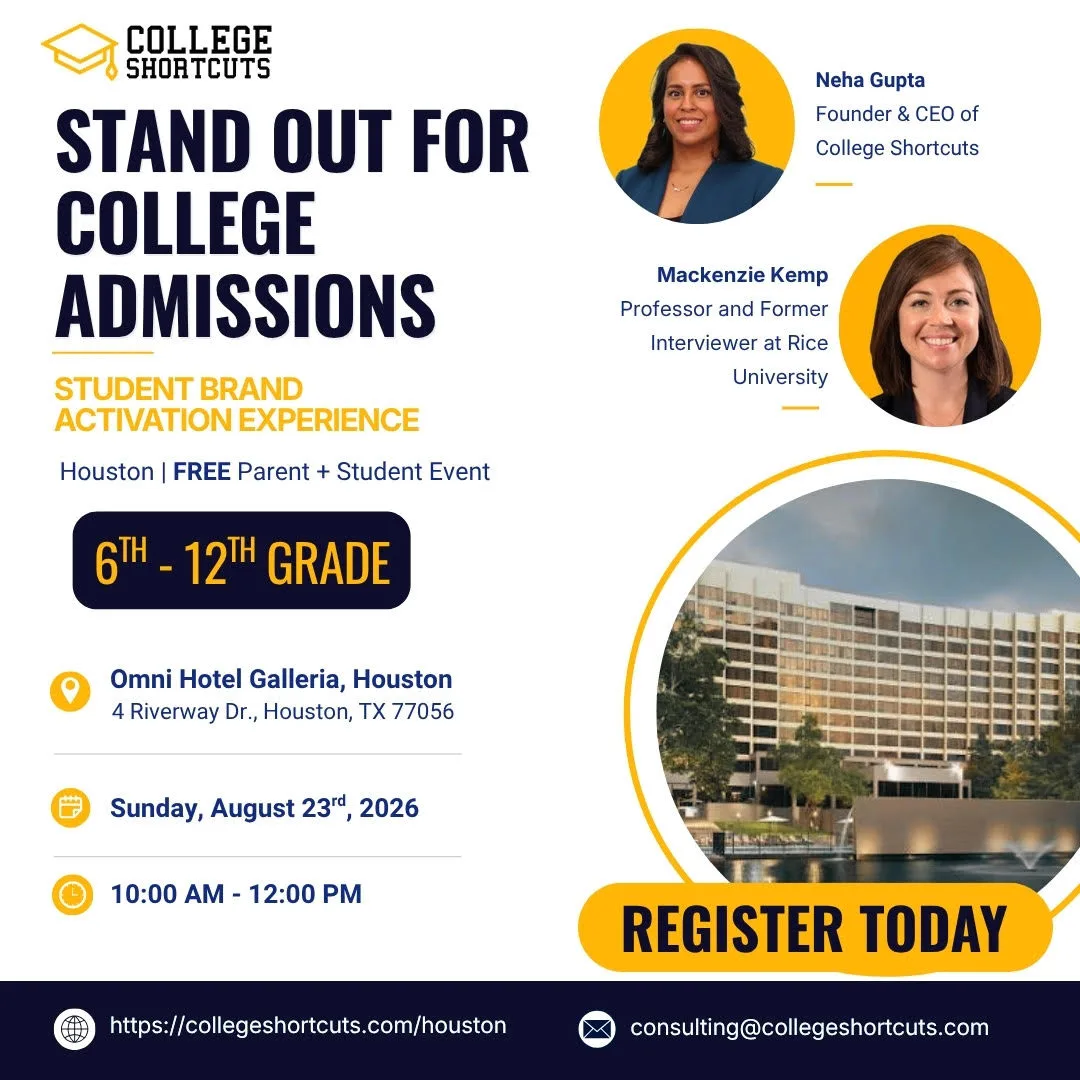 COLLEGE
SHORTCUTS
STAND OUT FOR
COLLEGE
ADMISSIONS
STUDENT BRAND
ACTIVATION EXPERIENCE
Houston | FREE Parent + Student Event
6TH - 12TH GRADE
Omni Hotel Galleria, Houston
4 Riverway Dr., Houston, TX 77056
Sunday, August 23rd, 2026
10:00 AM - 12:00 PM
Neha Gupta
Founder & CEO of
College Shortcuts
Mackenzie Kemp
Professor and Former
Interviewer at Rice
University
REGISTER TODAY
https://collegeshortcuts.com/houston
consulting@collegeshortcuts.com